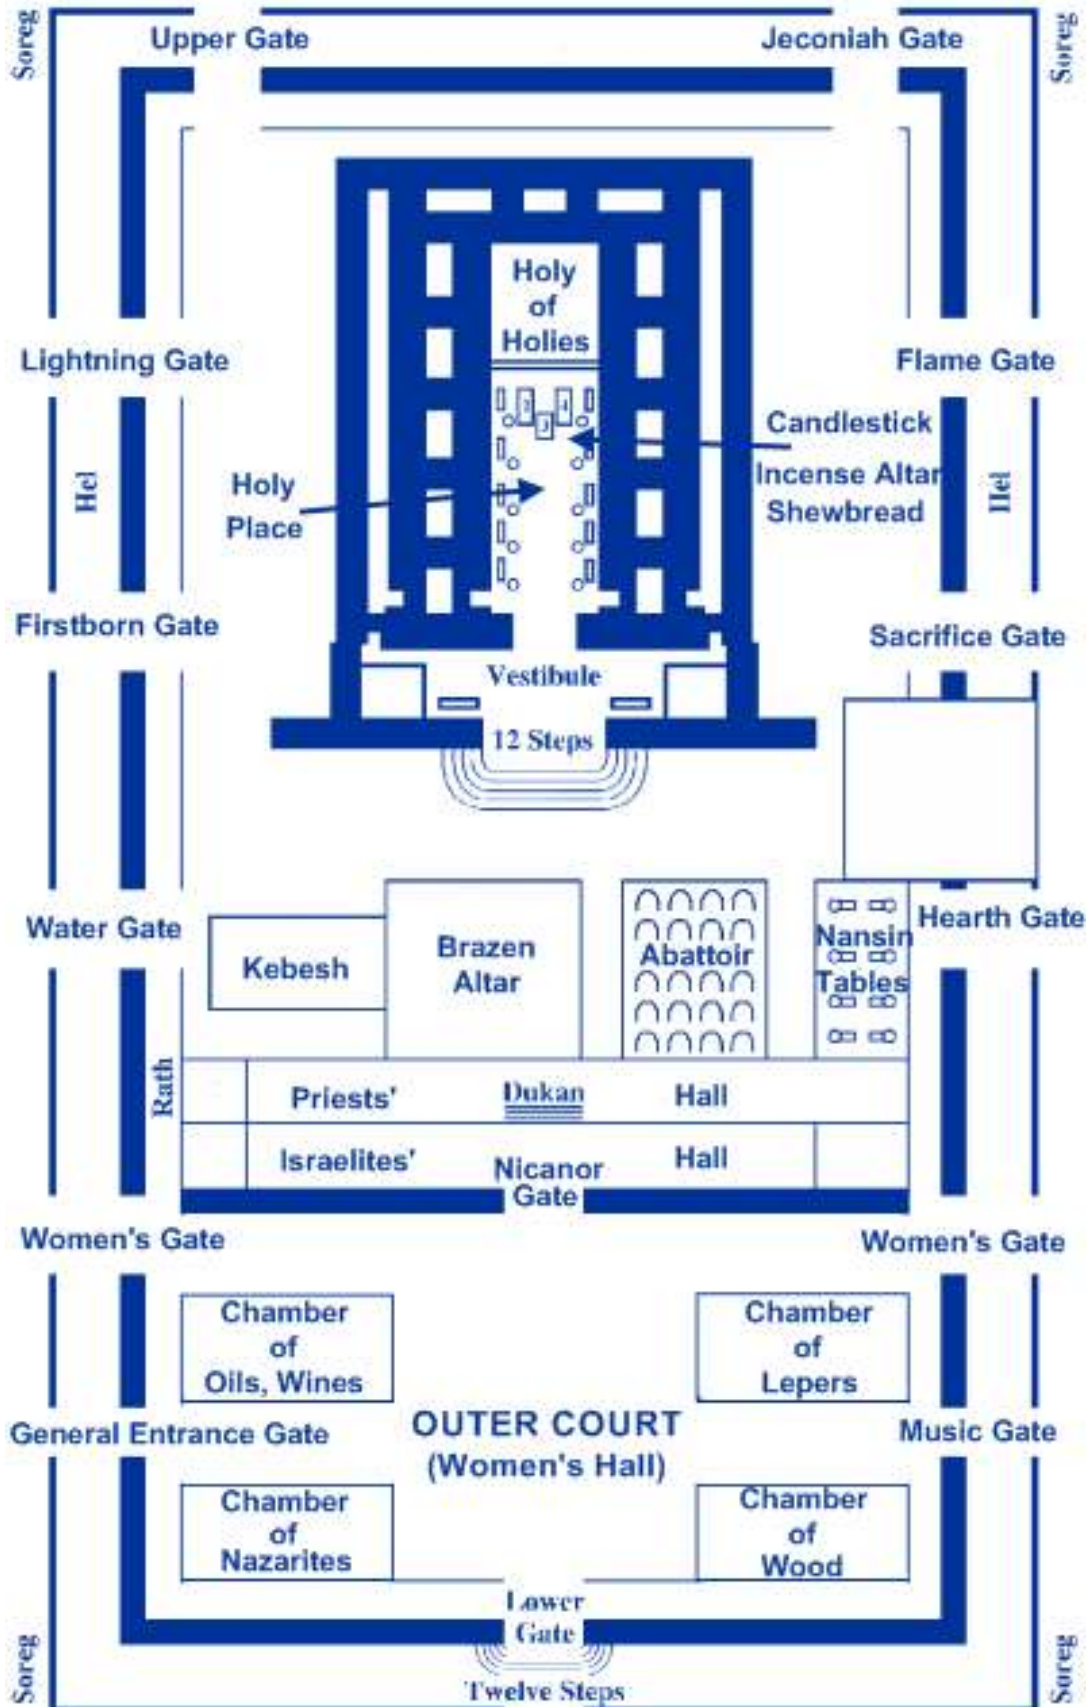 Soreg
Upper Gate
Jeconiah Gate
Soreg
Holy
of
Holies
Lightning Gate
Flame Gate
2
4
3
Candlestick
Incense Altar
Shewbread
Hel
Holy
Place
Hel
Firstborn Gate
Sacrifice Gate
Vestibule
12 Steps
Water Gate
Kebesh
Brazen
Altar
Abattoir
Nansin
Tables
Hearth Gate
Rath
Priests'
Dukan
Hall
Israelites'
Nicanor
Gate
Hall
Women's Gate
Women's Gate
Chamber
of
Oils, Wines
Chamber
of
Lepers
General Entrance Gate
OUTER COURT
(Women's Hall)
Music Gate
Chamber
of
Nazarites
Chamber
of
Wood
Lower
Gate
Soreg
Twelve Steps
Soreg